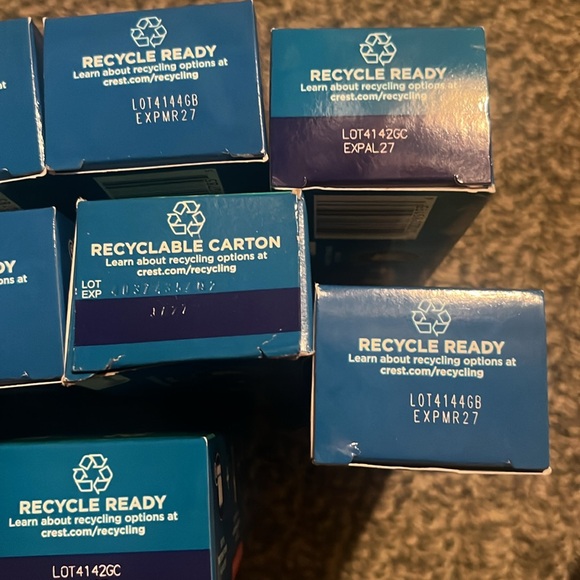 RECYCLE READY
Learn about recycling options at
crest.com/recycling
LOT4144GB
EXPMR27
RECYCLE READY
Learn about recycling options at
crest.com/recycling
LOT4142GC
EXPAL27
RECYCLABLE CARTON
Learn about recycling options at
crest.com/recycling
LOT
EXP
ns at
RECYCLE READY
Learn about recycling options at
crest.com/recycling
LOT4144GB
EXPMR27
RECYCLE READY
Learn about recycling options at
crest.com/recycling
LOT4142GC